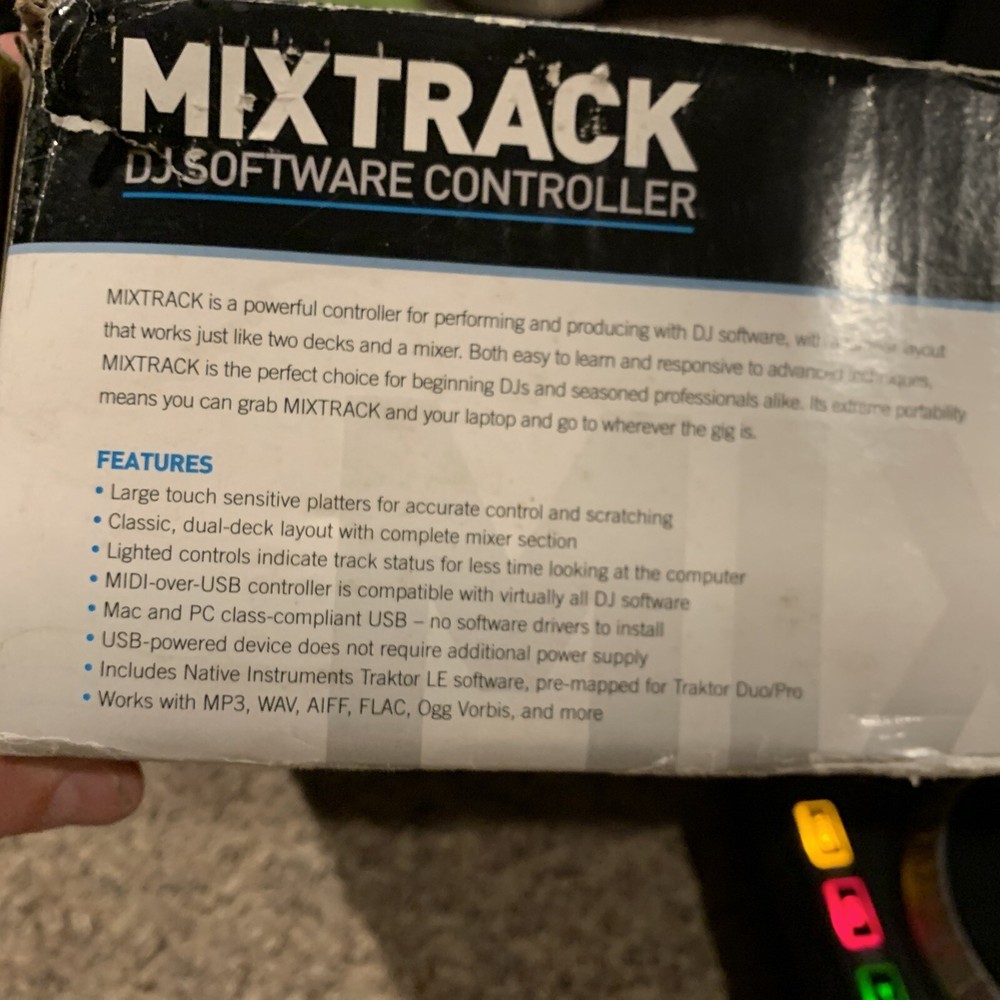 MIXTRACK
DJ SOFTWARE CONTROLLER
MIXTRACK is a powerful controller for performing and producing with DJ software, with layout
that works just like two decks and a mixer. Both easy to learn and responsive to advanced techniques,
MIXTRACK is the perfect choice for beginning DJs and seasoned professionals alike. Its extreme portability
means you can grab MIXTRACK and your laptop and go to wherever the gig is.
FEATURES
• Large touch sensitive platters for accurate control and scratching
• Classic, dual-deck layout with complete mixer section
• Lighted controls indicate track status for less time looking at the computer
• MIDI-over-USB controller is compatible with virtually all DJ software
• Mac and PC class-compliant USB – no software drivers to install
• USB-powered device does not require additional power supply
• Includes Native Instruments Traktor LE software, pre-mapped for Traktor Duo/Pro
• Works with MP3, WAV, AIFF, FLAC, Ogg Vorbis, and more